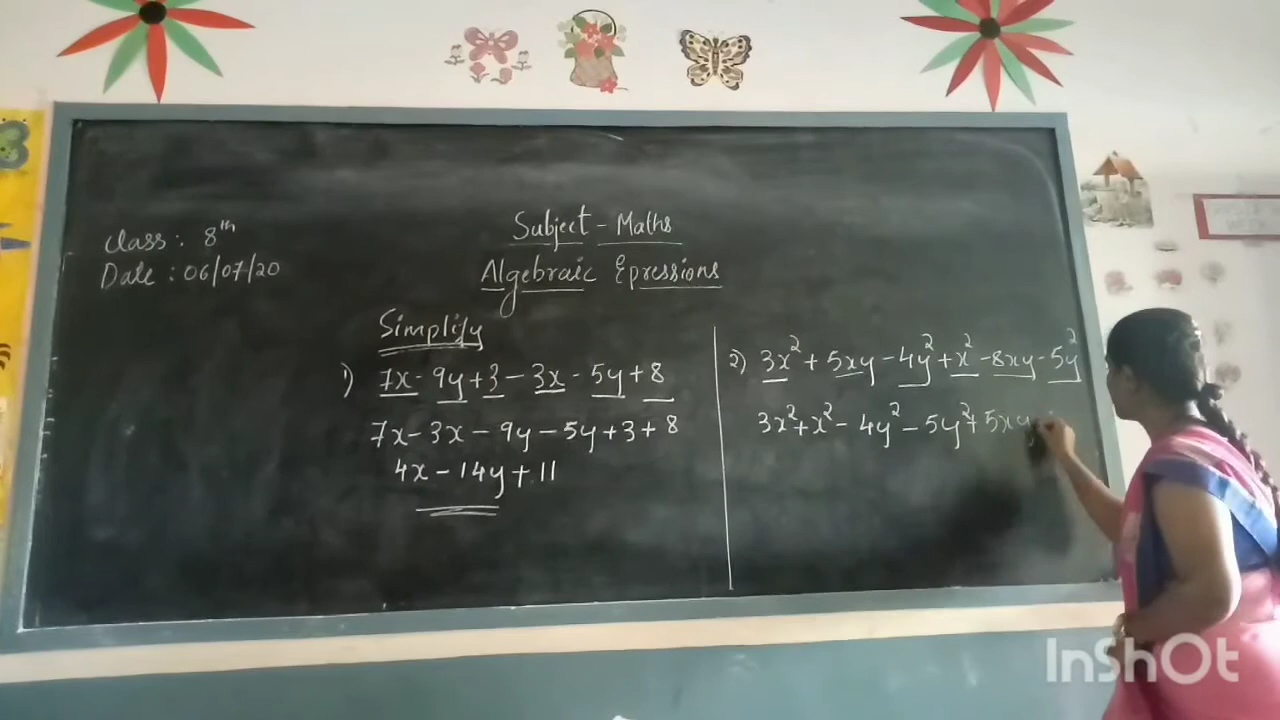 Class: 8th
Date: 06/07/20
Subject - Maths
Algebraic Epressions
Simplify
1) 7x - 9y + 3 - 3x - 5y + 8
7x - 3x - 9y - 5y + 3 + 8
4x - 14y + 11
2) 3x² + 5xy - 4y² + x² - 8xy - 5y²
3x² + x² - 4y² - 5y² + 5xy
InShOt